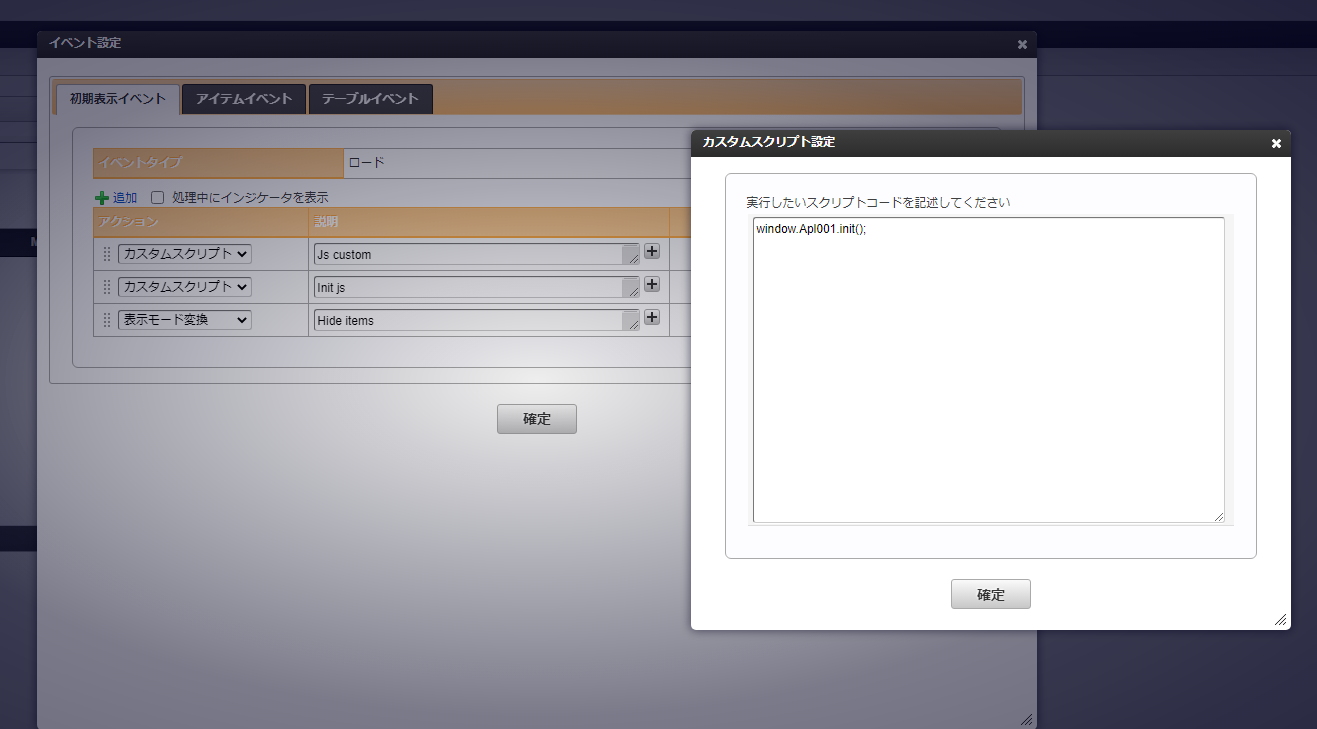 イベント設定
初期表示イベント
アイテムイベント
テーブルイベント
イベントタイプ
ロード
追加
処理中にインジケータを表示
アクション
説明
カスタムスクリプト
Js custom
カスタムスクリプト
Init js
表示モード変換
Hide items
確定
カスタムスクリプト設定
実行したいスクリプトコードを記述してください
window.Apl001.init();
確定